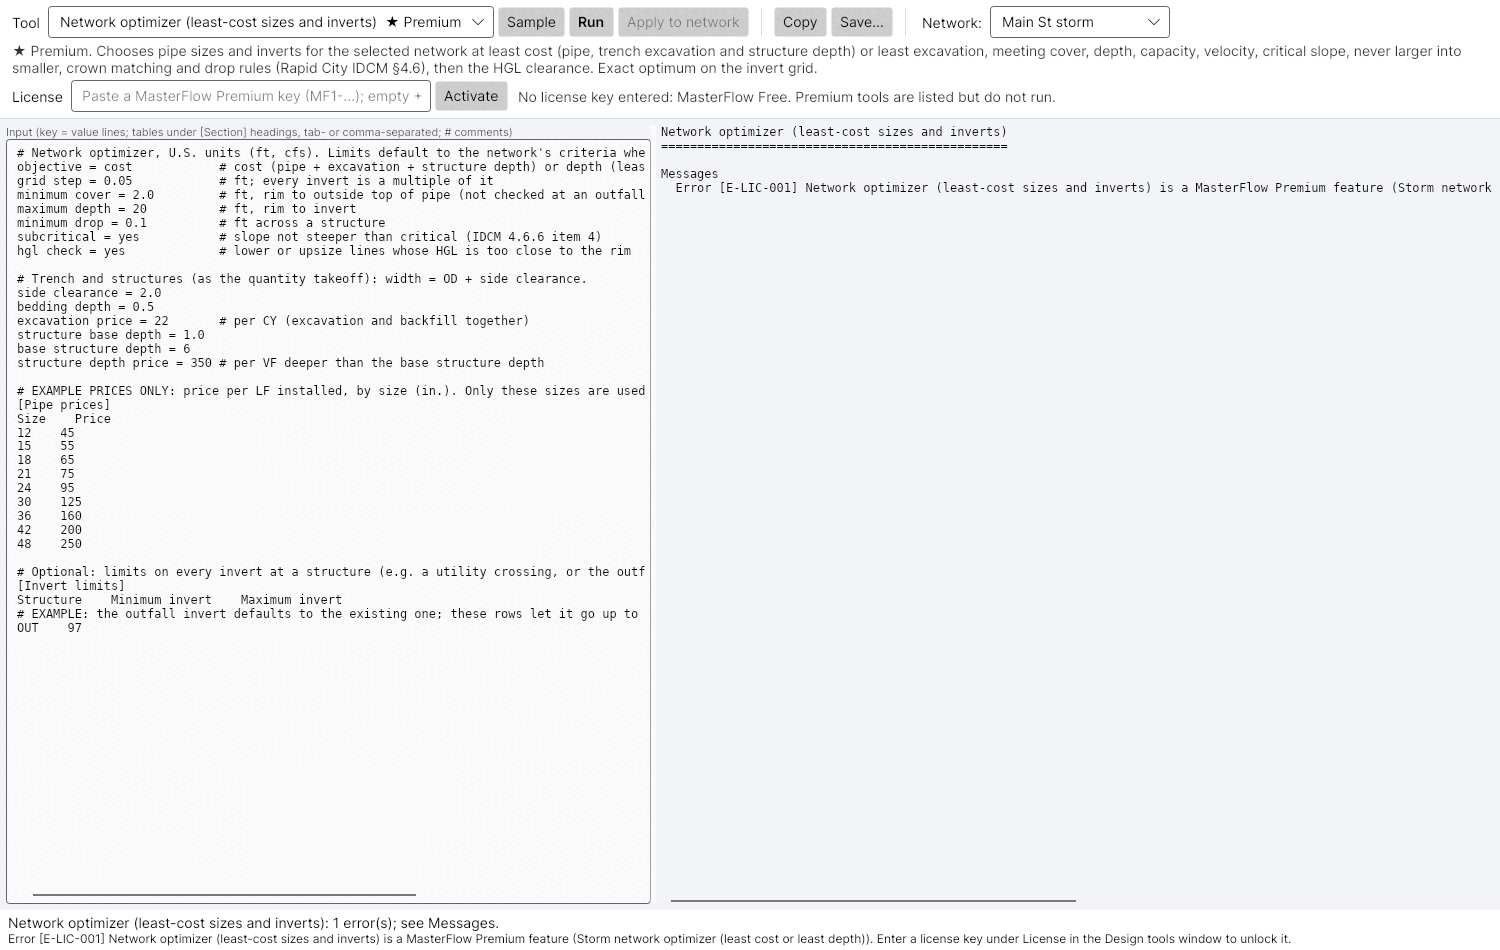 Tool Network optimizer (least-cost sizes and inverts) ★ Premium Sample Run Apply to network Copy Save... Network: Main St storm
★ Premium. Chooses pipe sizes and inverts for the selected network at least cost (pipe, trench excavation and structure depth) or least excavation, meeting cover, depth, capacity, velocity, critical slope, never larger into
smaller, crown matching and drop rules (Rapid City IDCM §4.6), then the HGL clearance. Exact optimum on the invert grid.
License Paste a MasterFlow Premium key (MF1-...); empty + Activate No license key entered: MasterFlow Free. Premium tools are listed but do not run.
Input (key = value lines; tables under [Section] headings, tab- or comma-separated; # comments)
# Network optimizer, U.S. units (ft, cfs). Limits default to the network's criteria whe
objective = cost # cost (pipe + excavation + structure depth) or depth (leas
grid step = 0.05 # ft; every invert is a multiple of it
minimum cover = 2.0 # ft, rim to outside top of pipe (not checked at an outfall
maximum depth = 20 # ft, rim to invert
minimum drop = 0.1 # ft across a structure
subcritical = yes # slope not steeper than critical (IDCM 4.6.6 item 4)
hgl check = yes # lower or upsize lines whose HGL is too close to the rim
# Trench and structures (as the quantity takeoff): width = OD + side clearance.
side clearance = 2.0
bedding depth = 0.5
excavation price = 22 # per CY (excavation and backfill together)
structure base depth = 1.0
base structure depth = 6
structure depth price = 350 # per VF deeper than the base structure depth
# EXAMPLE PRICES ONLY: price per LF installed, by size (in.). Only these sizes are used
[Pipe prices]
Size Price
12 45
15 55
18 65
21 75
24 95
30 125
36 160
42 200
48 250
# Optional: limits on every invert at a structure (e.g. a utility crossing, or the outf
[Invert limits]
Structure Minimum invert Maximum invert
# EXAMPLE: the outfall invert defaults to the existing one; these rows let it go up to
OUT 97
Network optimizer (least-cost sizes and inverts)
================================================
Messages
Error [E-LIC-001] Network optimizer (least-cost sizes and inverts) is a MasterFlow Premium feature (Storm network
Network optimizer (least-cost sizes and inverts): 1 error(s); see Messages.
Error [E-LIC-001] Network optimizer (least-cost sizes and inverts) is a MasterFlow Premium feature (Storm network optimizer (least cost or least depth)). Enter a license key under License in the Design tools window to unlock it.